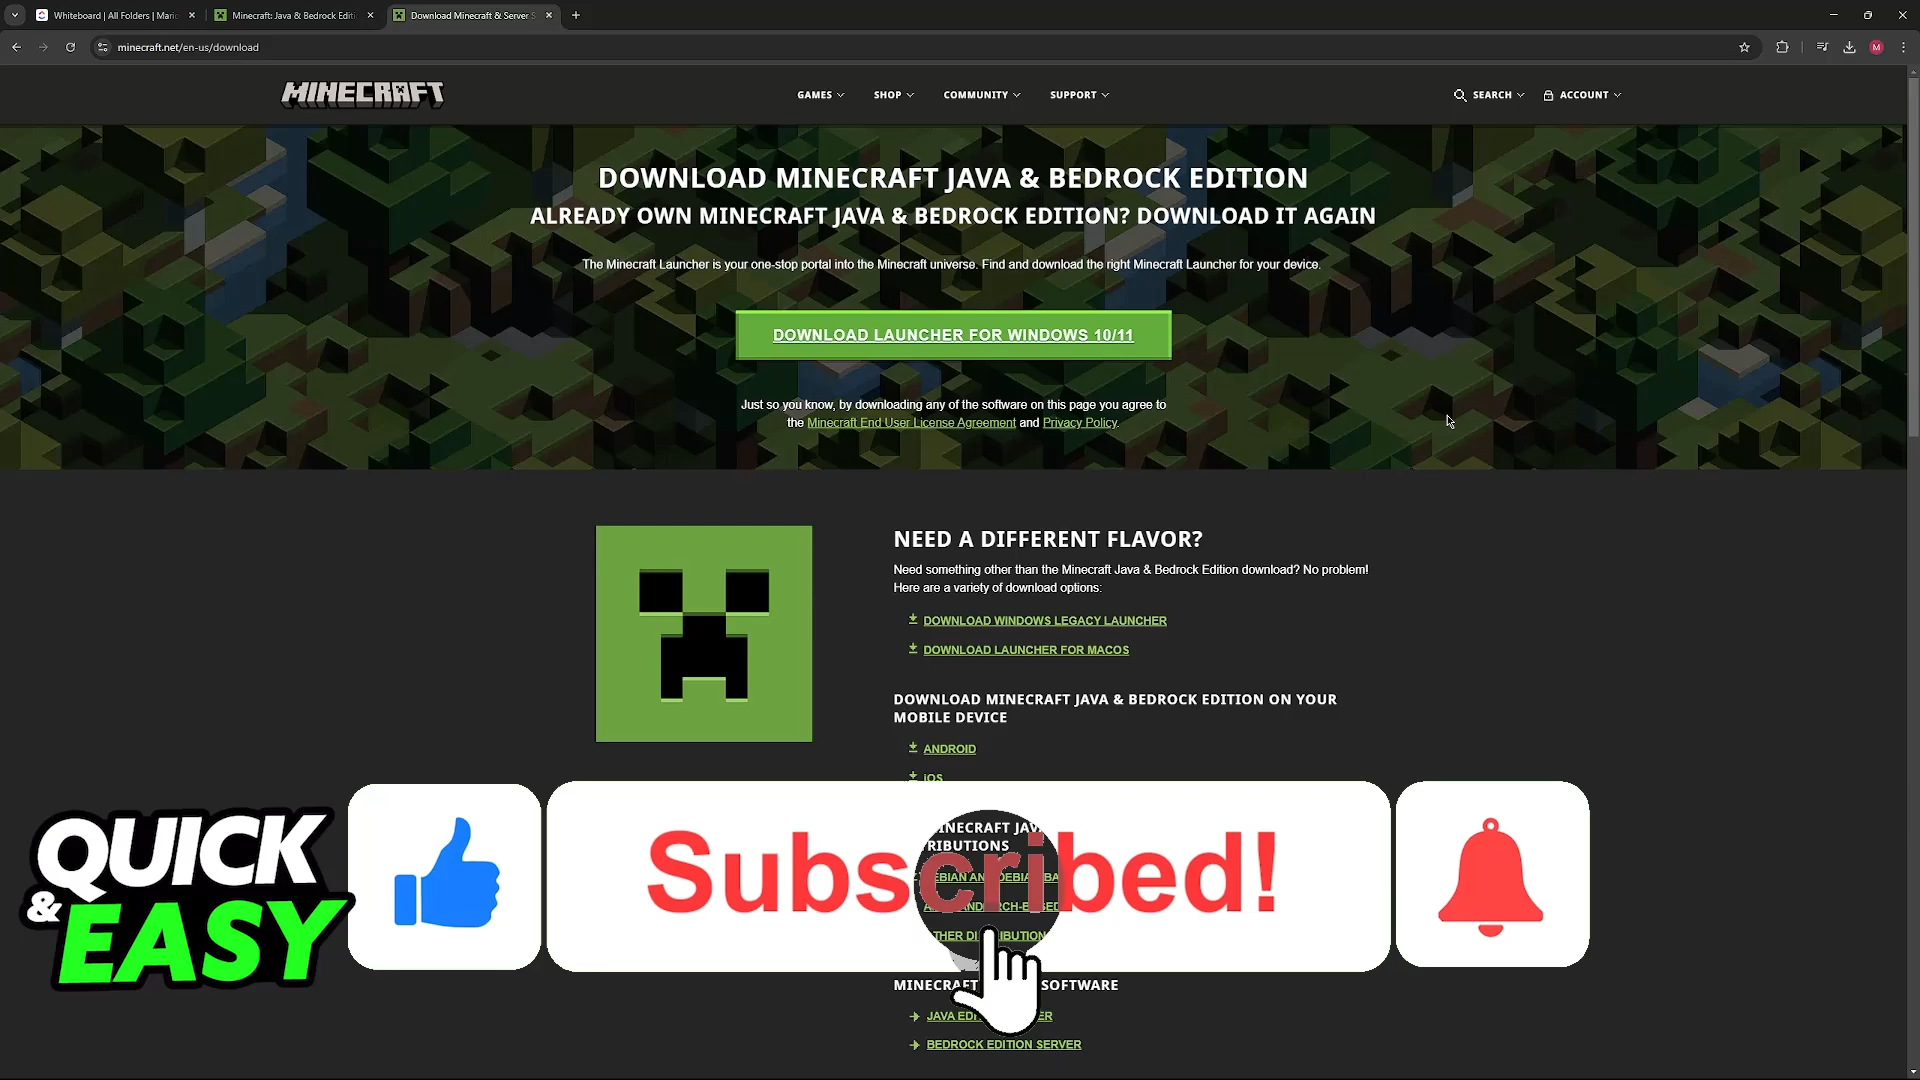 Whiteboard | All Folders | Mario
Minecraft: Java & Bedrock Editi
Download Minecraft & Server S
minecraft.net/en-us/download
M
MINECRAFT
GAMES
SHOP
COMMUNITY
SUPPORT
SEARCH
ACCOUNT
DOWNLOAD MINECRAFT JAVA & BEDROCK EDITION
ALREADY OWN MINECRAFT JAVA & BEDROCK EDITION? DOWNLOAD IT AGAIN
The Minecraft Launcher is your one-stop portal into the Minecraft universe. Find and download the right Minecraft Launcher for your device.
DOWNLOAD LAUNCHER FOR WINDOWS 10/11
Just so you know, by downloading any of the software on this page you agree to
the Minecraft End User License Agreement and Privacy Policy.
NEED A DIFFERENT FLAVOR?
Need something other than the Minecraft Java & Bedrock Edition download? No problem!
Here are a variety of download options:
DOWNLOAD WINDOWS LEGACY LAUNCHER
DOWNLOAD LAUNCHER FOR MACOS
DOWNLOAD MINECRAFT JAVA & BEDROCK EDITION ON YOUR
MOBILE DEVICE
ANDROID
iOS
QUICK
& EASY
Subscribed!
MINECRAFT SOFTWARE
BEDROCK EDITION SERVER